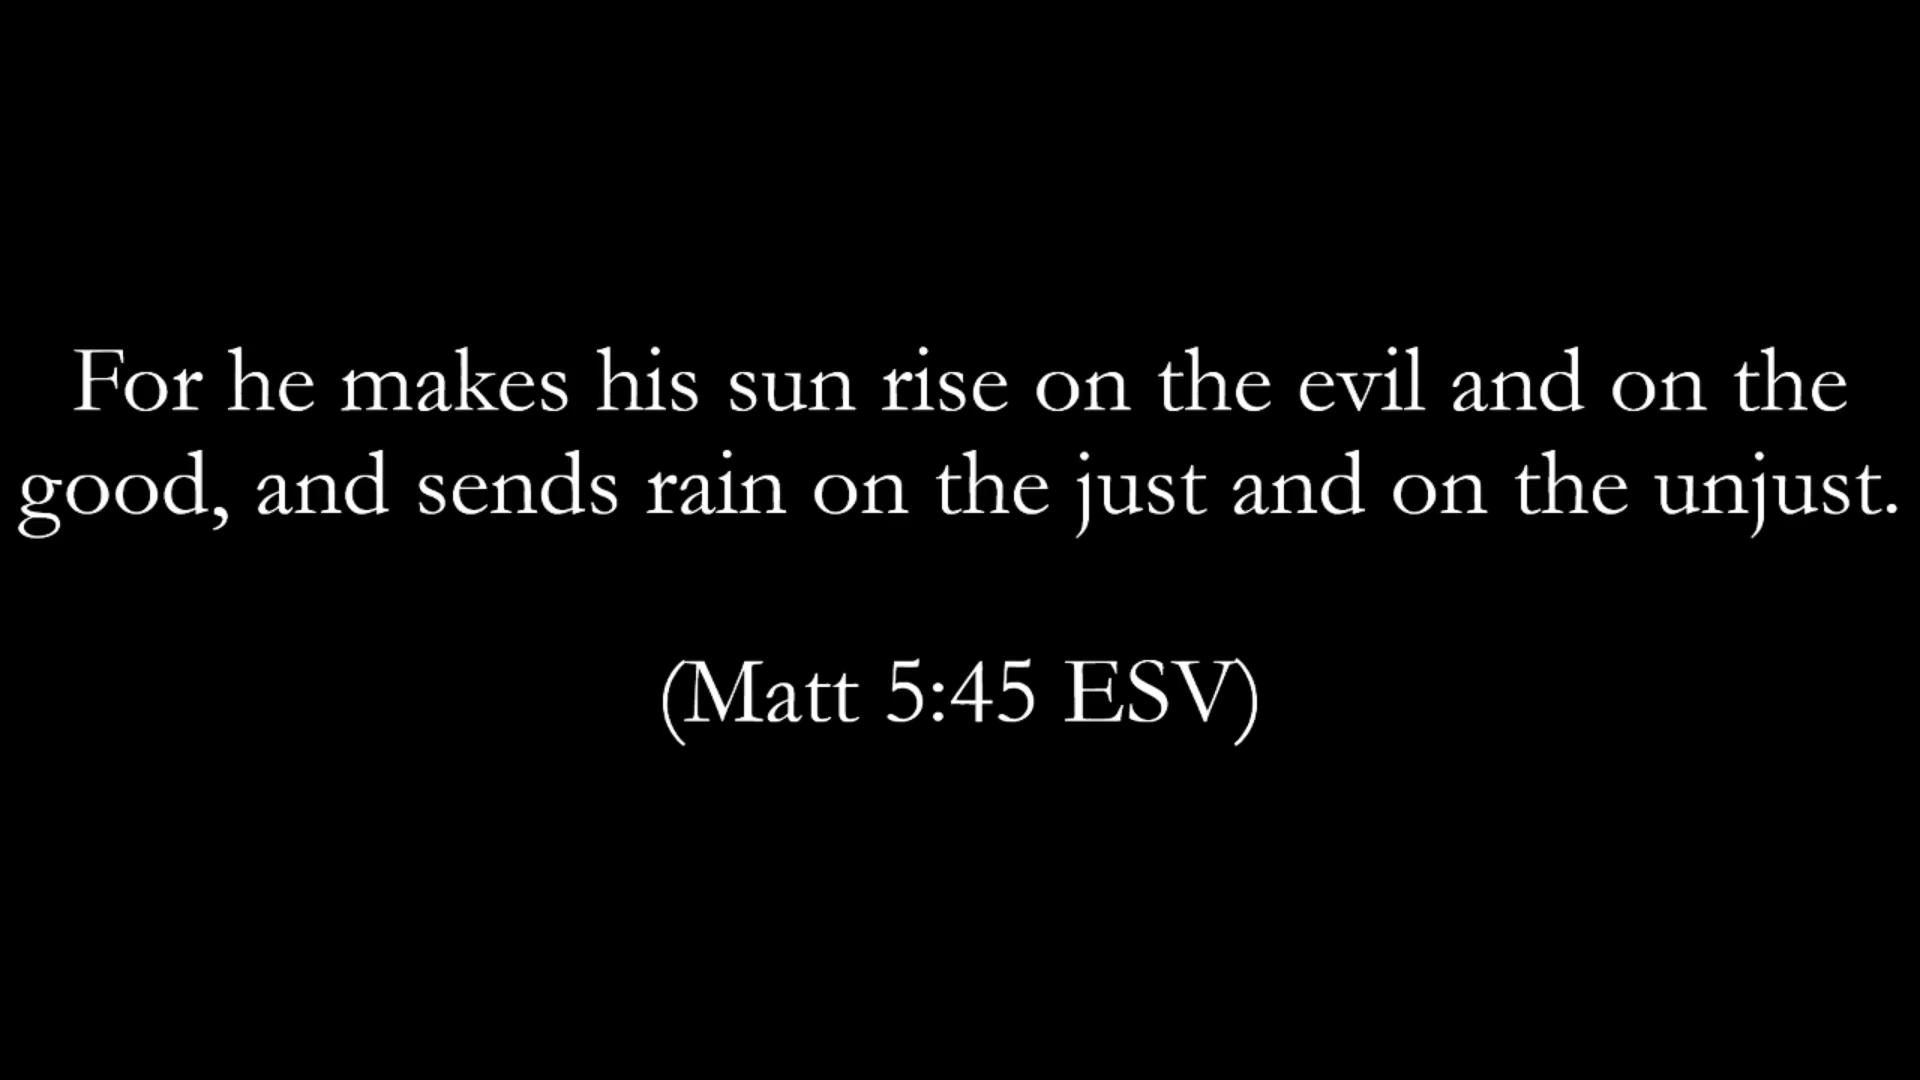 For he makes his sun rise on the evil and on the
good, and sends rain on the just and on the unjust.
(Matt 5:45 ESV)